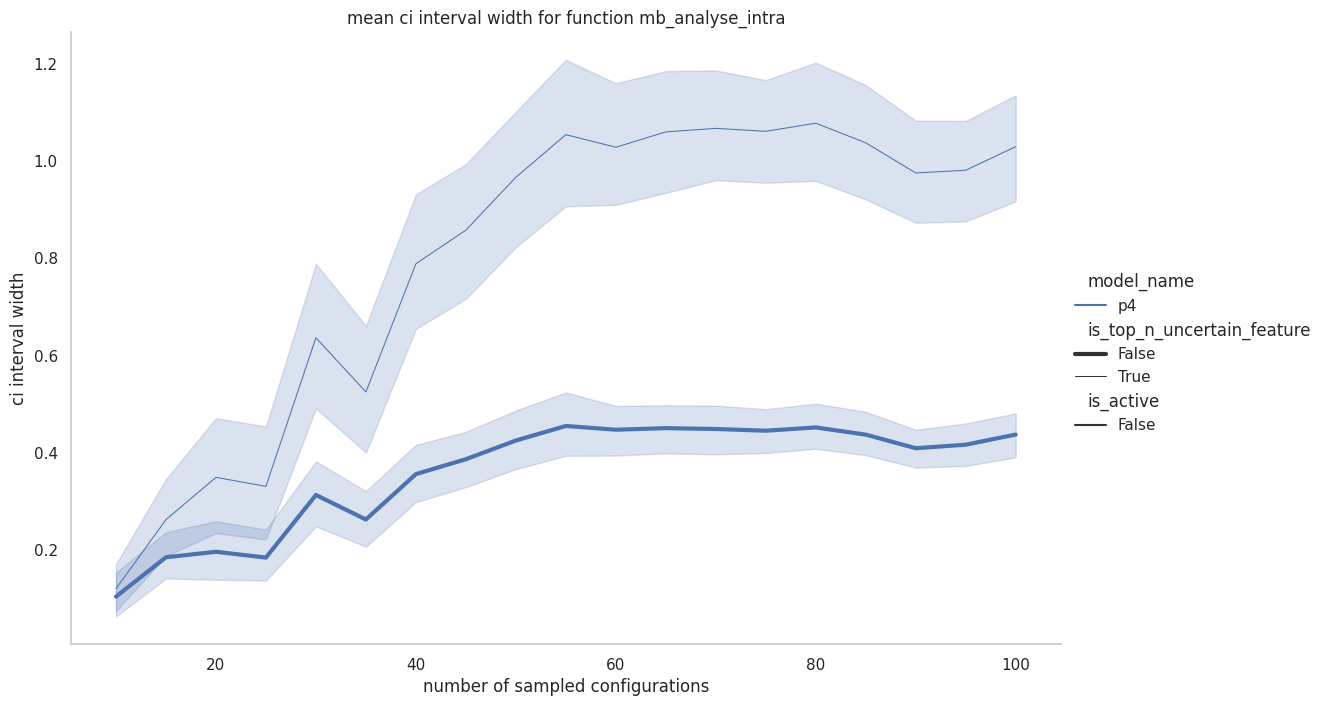 mean ci interval width for function mb_analyse_intra
1.2
1.0
0.8
0.6
0.4
0.2
ci interval width
20
40
60
80
100
number of sampled configurations
model_name
p4
is_top_n_uncertain_feature
False
True
is_active
False